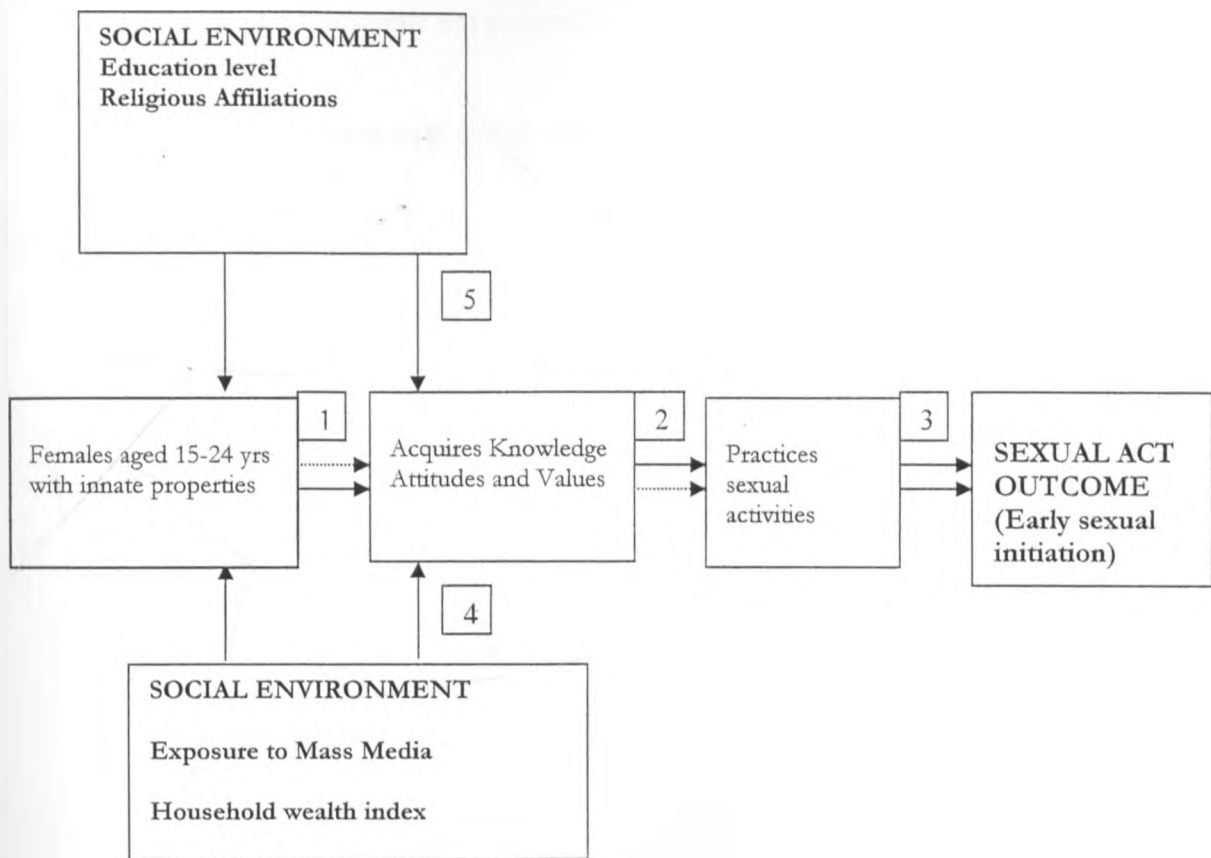 SOCIAL ENVIRONMENT
Education level
Religious Affiliations
5
1
2
3
Females aged 15-24 yrs
with innate properties
Acquires Knowledge
Attitudes and Values
Practices
sexual
activities
SEXUAL ACT
OUTCOME
(Early sexual
initiation)
4
SOCIAL ENVIRONMENT
Exposure to Mass Media
Household wealth index